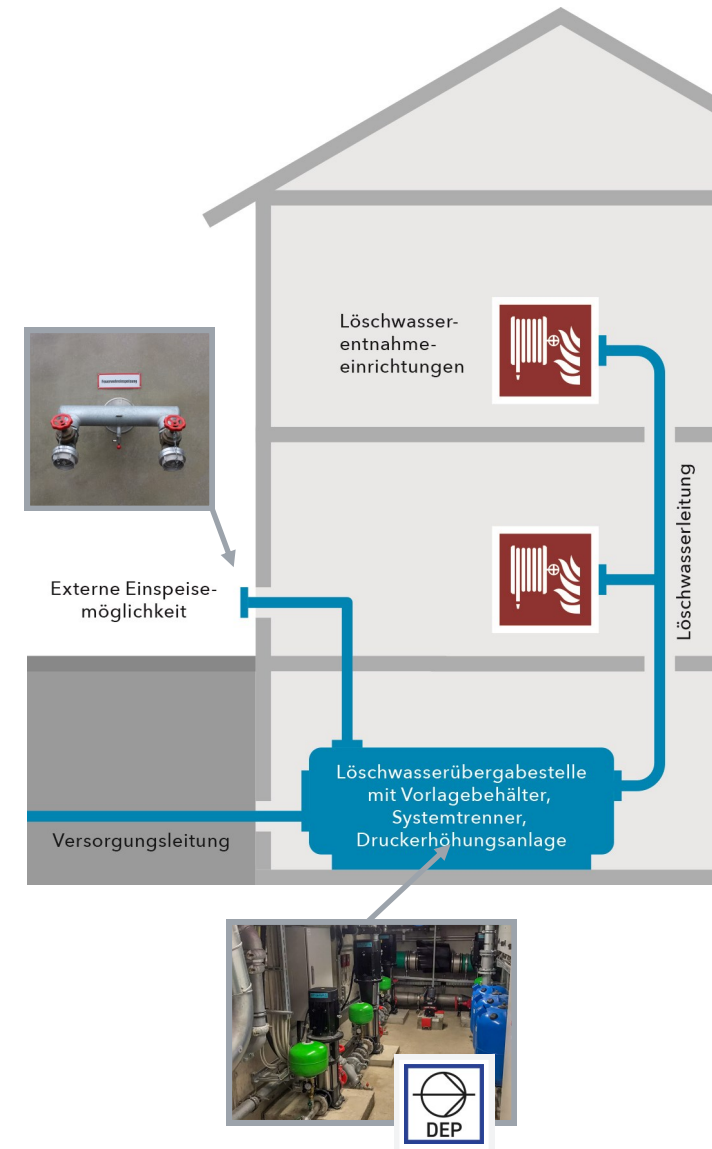 Löschwasser-
entnahme-
einrichtungen
Löschwasserleitung
Externe Einspeise-
möglichkeit
Löschwasserübergabestelle
mit Vorlagebehälter,
Systemtrenner,
Druckerhöhungsanlage
Versorgungsleitung
DEP